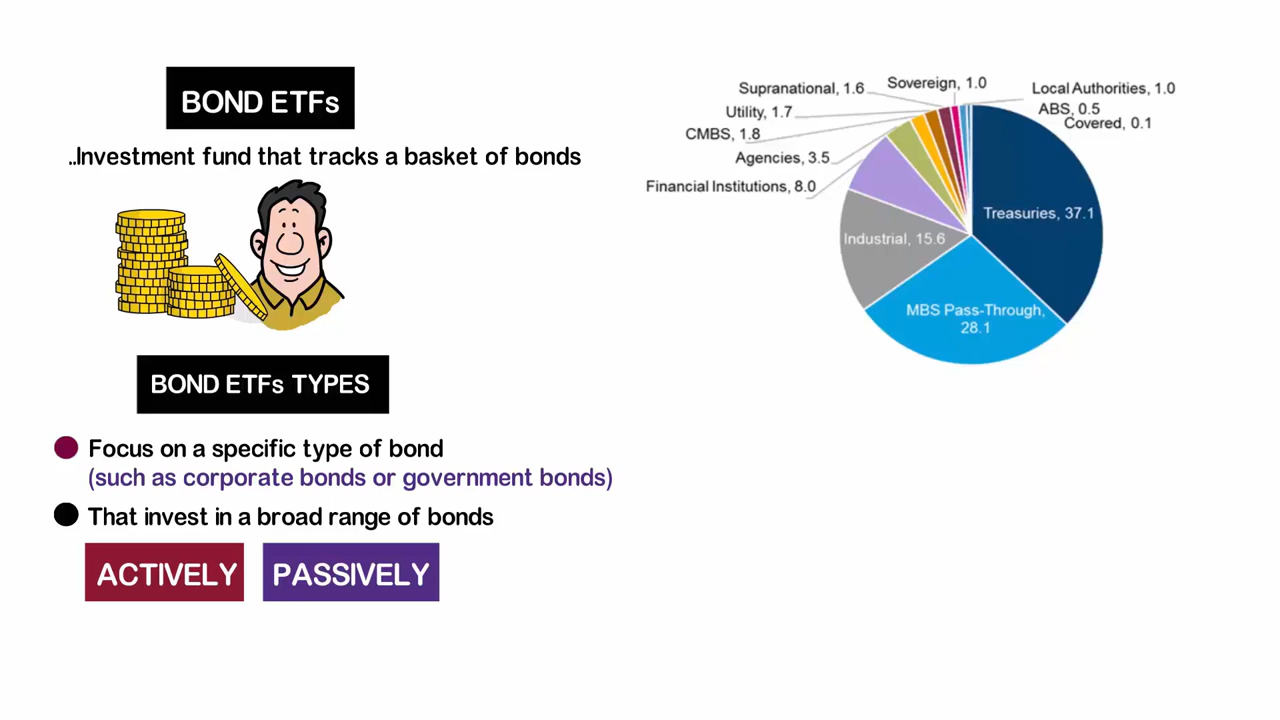 BOND ETFs
..Investment fund that tracks a basket of bonds
BOND ETFs TYPES
Focus on a specific type of bond
(such as corporate bonds or government bonds)
That invest in a broad range of bonds
ACTIVELY
PASSIVELY
Supranational, 1.6
Sovereign, 1.0
Local Authorities, 1.0
Utility, 1.7
ABS, 0.5
Covered, 0.1
CMBS, 1.8
Agencies, 3.5
Financial Institutions, 8.0
Treasuries, 37.1
Industrial, 15.6
MBS Pass-Through,
28.1